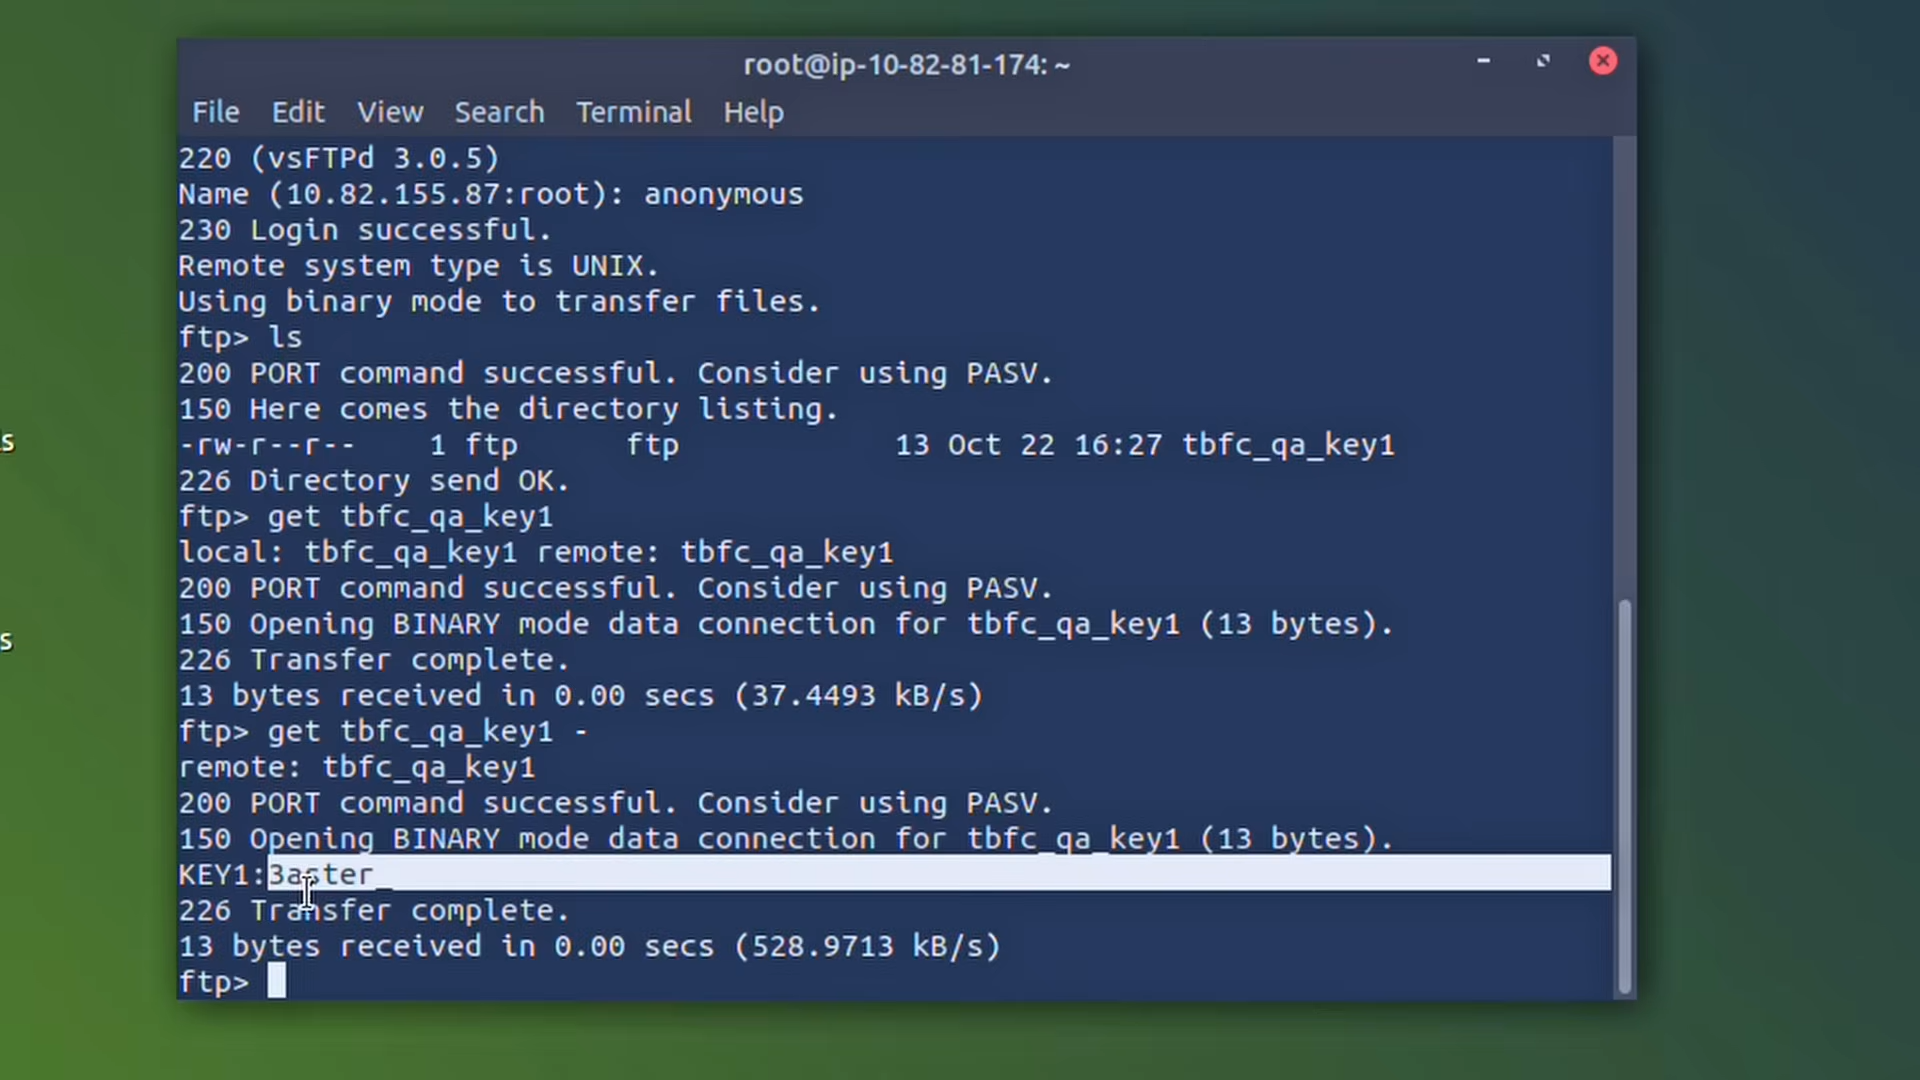 root@ip-10-82-81-174: ~
File Edit View Search Terminal Help
220 (vsFTPd 3.0.5)
Name (10.82.155.87:root): anonymous
230 Login successful.
Remote system type is UNIX.
Using binary mode to transfer files.
ftp> ls
200 PORT command successful. Consider using PASV.
150 Here comes the directory listing.
-rw-r--r--    1 ftp      ftp            13 Oct 22 16:27 tbfc_qa_key1
226 Directory send OK.
ftp> get tbfc_qa_key1
local: tbfc_qa_key1 remote: tbfc_qa_key1
200 PORT command successful. Consider using PASV.
150 Opening BINARY mode data connection for tbfc_qa_key1 (13 bytes).
226 Transfer complete.
13 bytes received in 0.00 secs (37.4493 kB/s)
ftp> get tbfc_qa_key1 -
remote: tbfc_qa_key1
200 PORT command successful. Consider using PASV.
150 Opening BINARY mode data connection for tbfc_qa_key1 (13 bytes).
KEY1:3aster_
226 Transfer complete.
13 bytes received in 0.00 secs (528.9713 kB/s)
ftp>
s
s